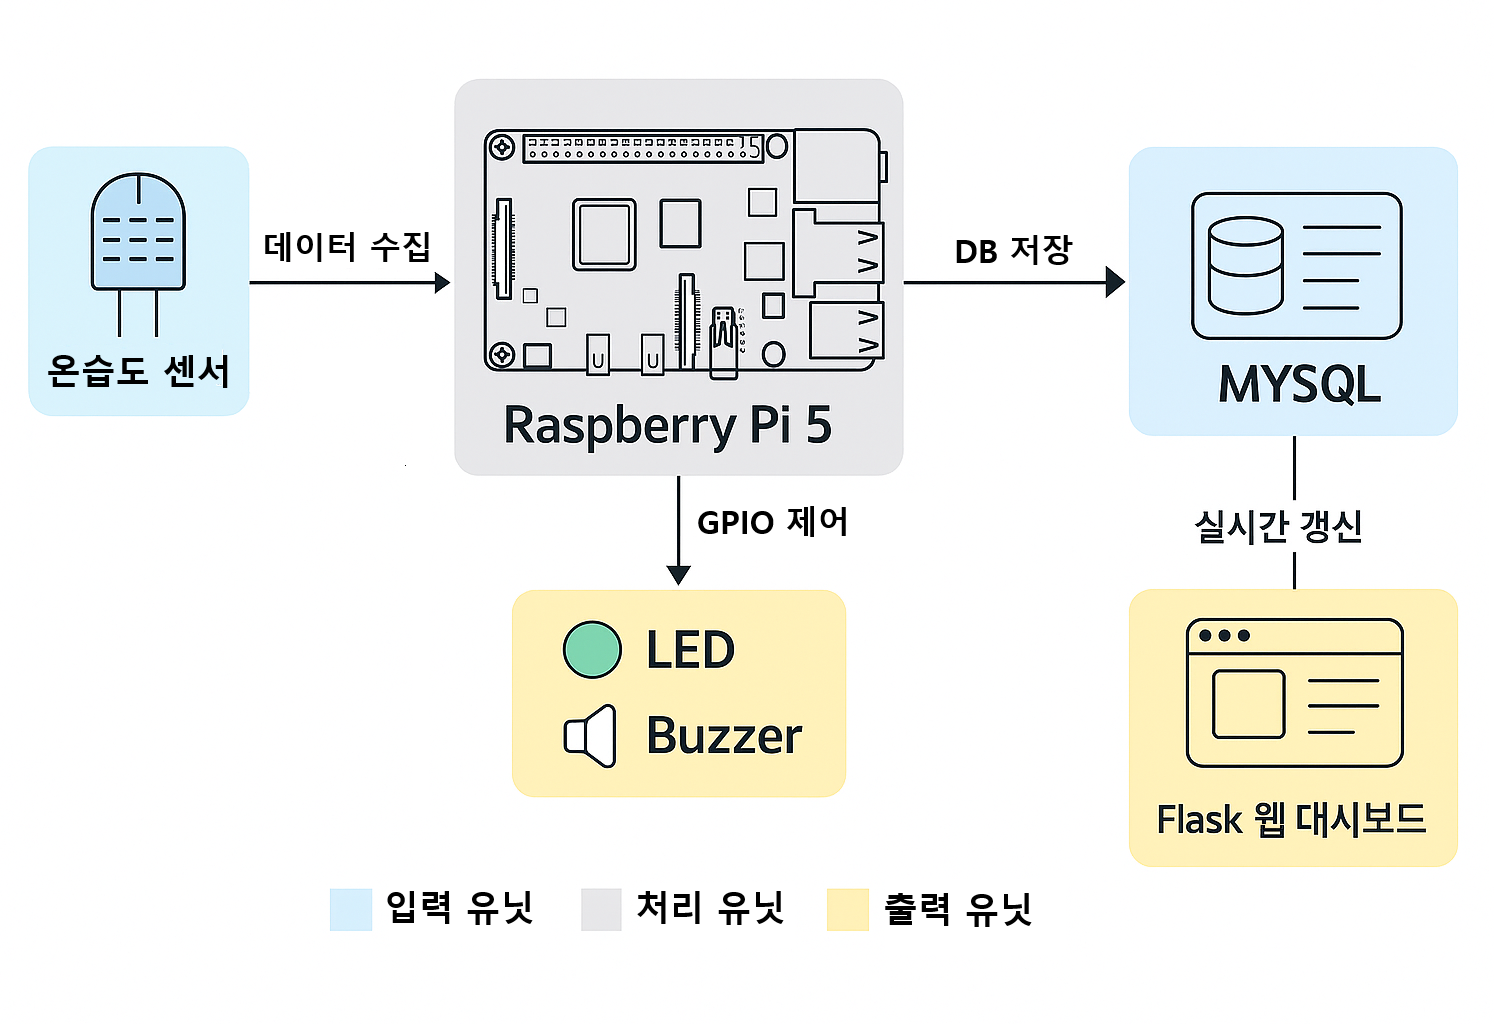 온습도 센서
데이터 수집
Raspberry Pi 5
DB 저장
MYSQL
GPIO 제어
실시간 갱신
LED
Buzzer
Flask 웹 대시보드
입력 유닛
처리 유닛
출력 유닛